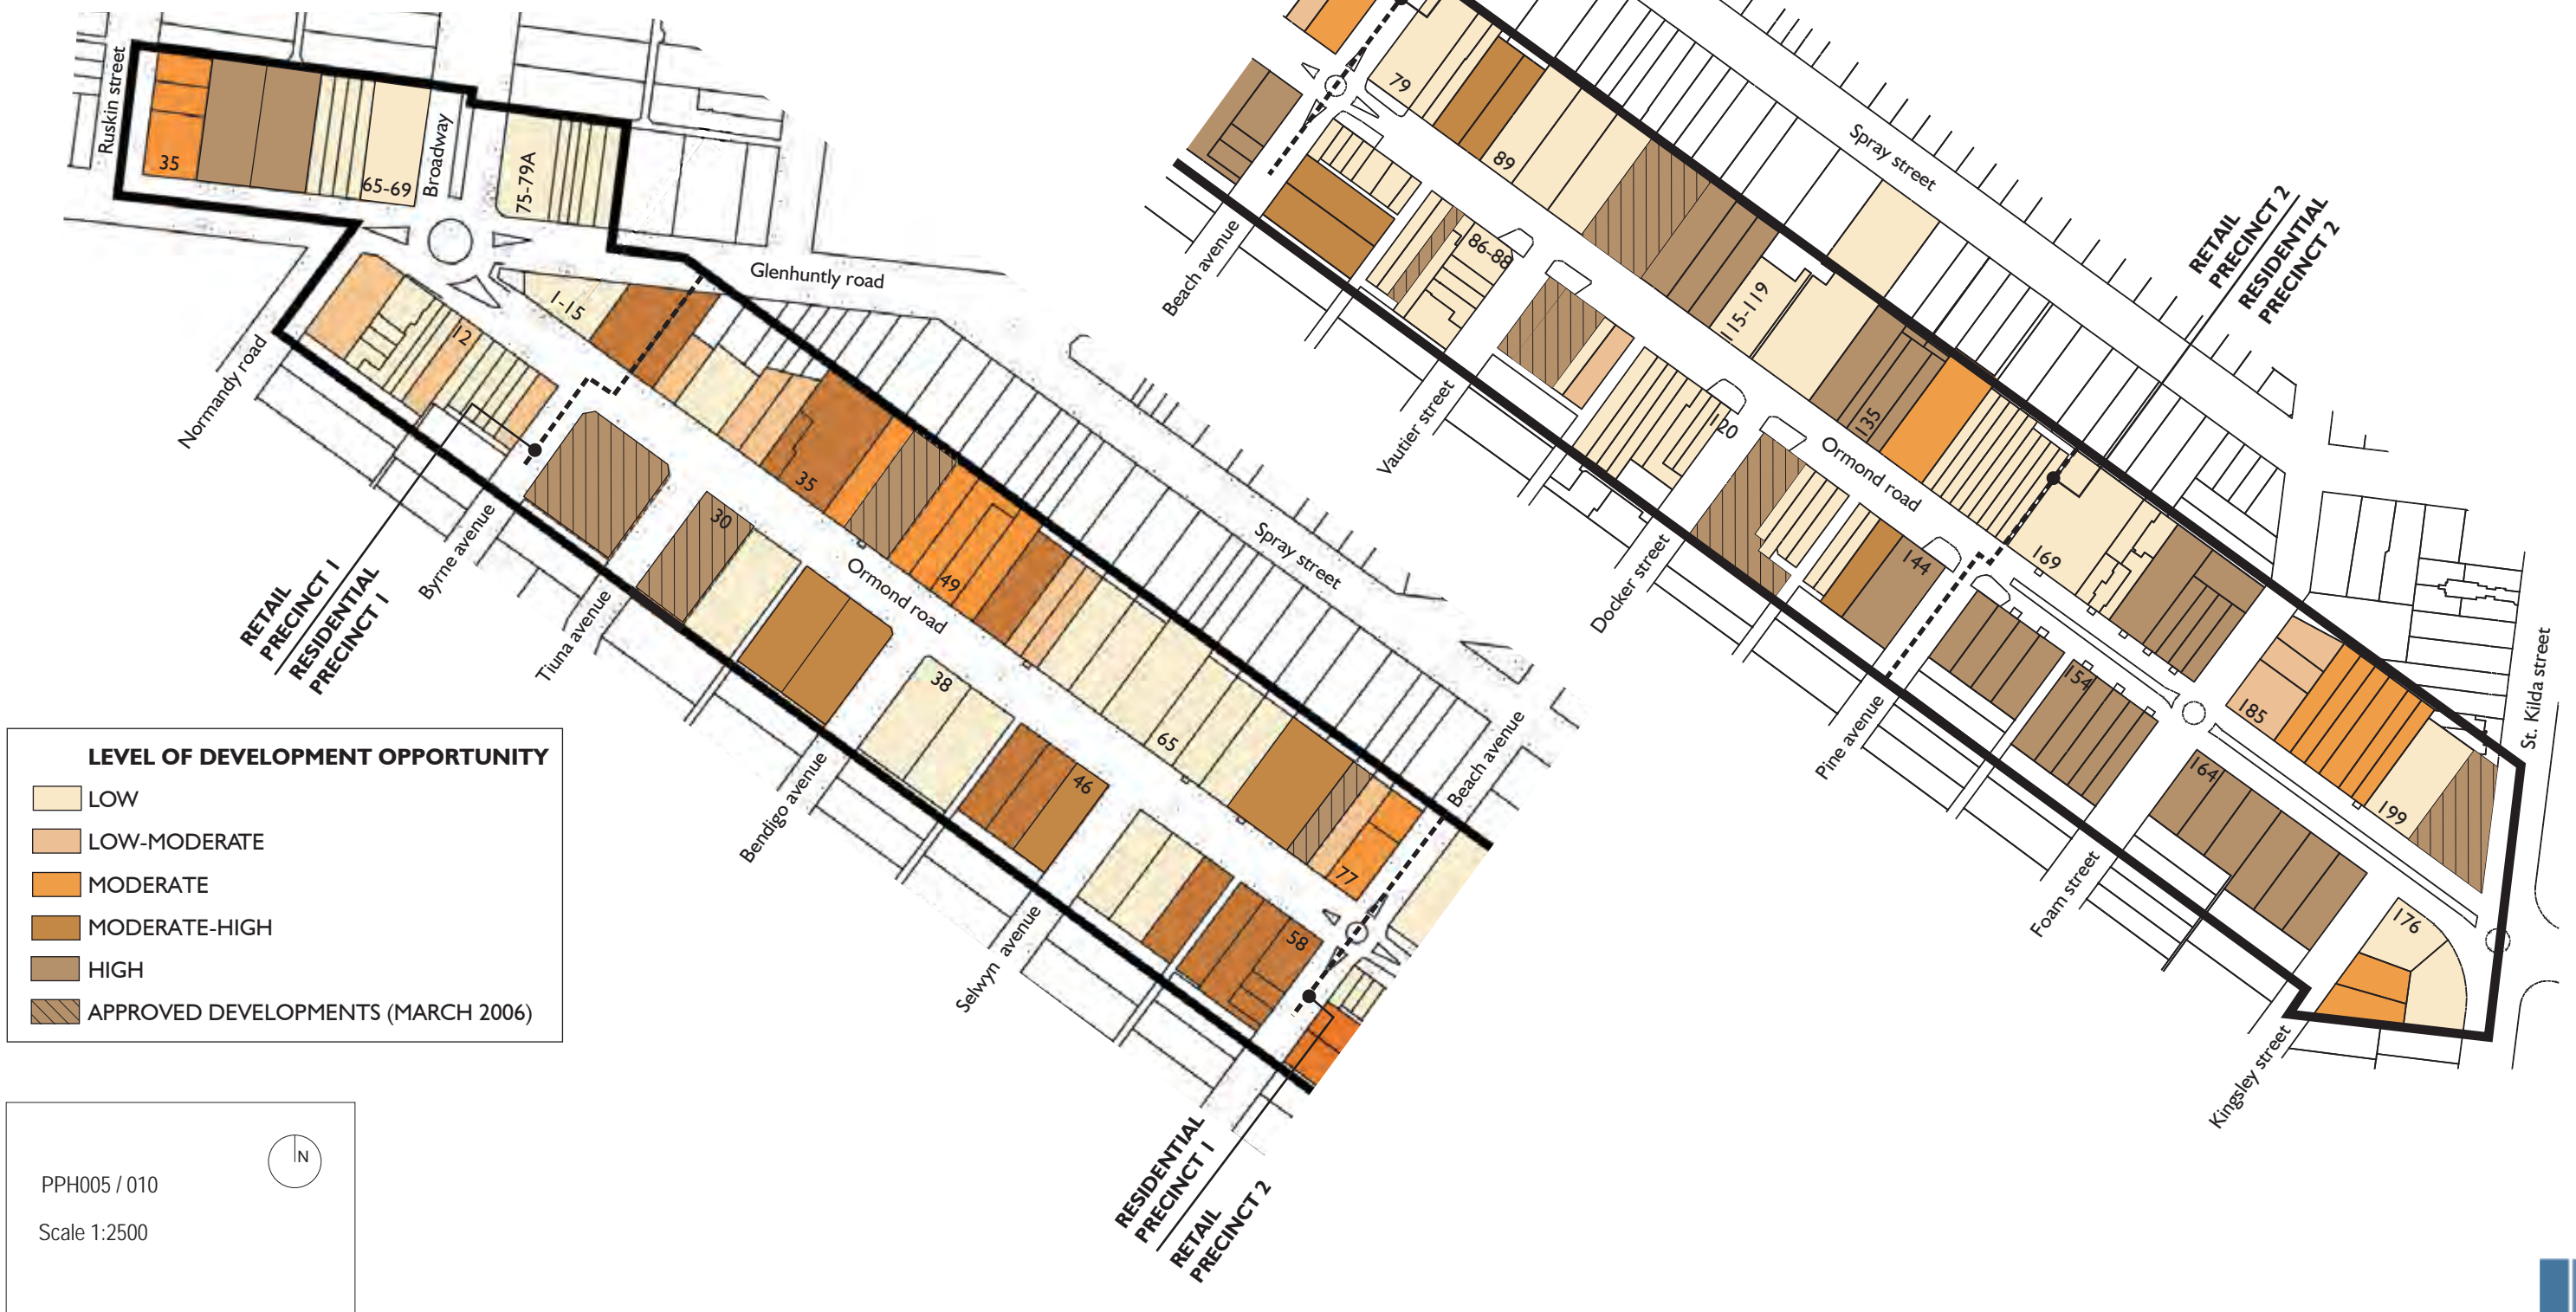 Ruskin street
35
65-69
Broadway
75-79A
Glenhuntly road
1-15
12
Normandy road
RETAIL
PRECINCT 1
RESIDENTIAL
PRECINCT 1
Byrne avenue
Tiuna avenue
30
35
49
Ormond road
Spray street
38
65
46
Bendigo avenue
Selwyn avenue
58
77
Beach avenue
RESIDENTIAL
PRECINCT 1
RETAIL
PRECINCT 2
79
89
Spray street
Beach avenue
86-88
115-119
Vautier street
120
135
Ormond road
Docker street
144
169
RETAIL
PRECINCT 2
RESIDENTIAL
PRECINCT 2
Pine avenue
154
185
164
199
St. Kilda street
Foam street
176
Kingsley street
LEVEL OF DEVELOPMENT OPPORTUNITY
LOW
LOW-MODERATE
MODERATE
MODERATE-HIGH
HIGH
APPROVED DEVELOPMENTS (MARCH 2006)
N
PPH005 / 010
Scale 1:2500